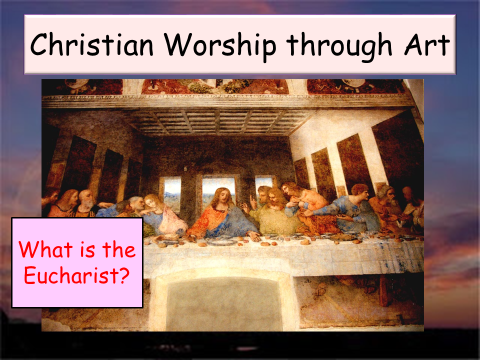 Christian Worship through Art
What is the
Eucharist?